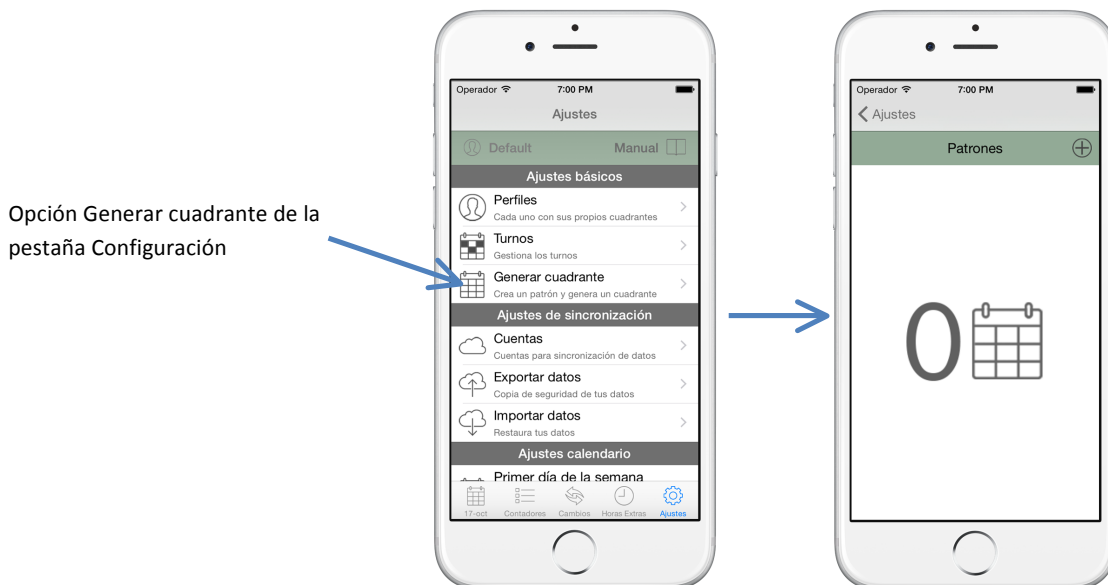 Opción Generar cuadrante de la
pestaña Configuración
Operador 7:00 PM
Ajustes
Default Manual
Ajustes básicos
Perfiles
Cada uno con sus propios cuadrantes
Turnos
Gestiona los turnos
Generar cuadrante
Crea un patrón y genera un cuadrante
Ajustes de sincronización
Cuentas
Cuentas para sincronización de datos
Exportar datos
Copia de seguridad de tus datos
Importar datos
Restaura tus datos
Ajustes calendario
Primer día de la semana
17-oct Contadores Cambios Horas Extras Ajustes
Operador 7:00 PM
Ajustes
Patrones
0